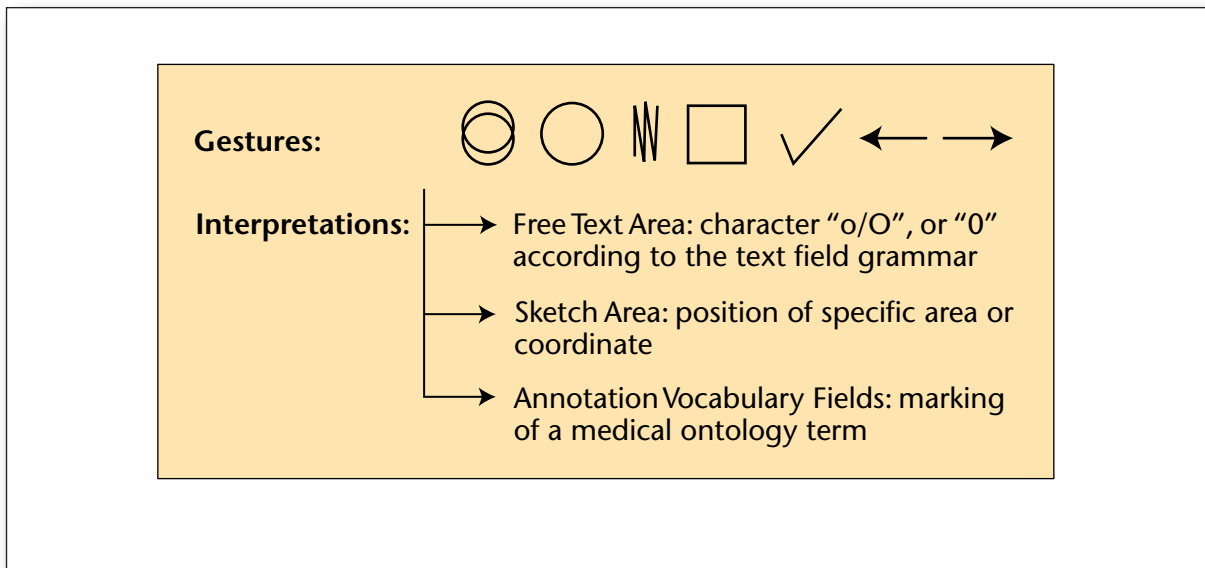 Gestures:
Interpretations:
Free Text Area: character “o/O”, or “0”
according to the text field grammar
Sketch Area: position of specific area or
coordinate
Annotation Vocabulary Fields: marking
of a medical ontology term